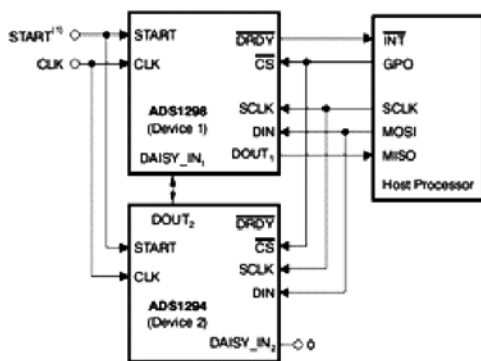 START(1)
CLK
START
CLK
ADS1298
(Device 1)
DAISY_IN1
DRDY
CS
SCLK
DIN
DOUT1
INT
GPO
SCLK
MOSI
MISO
Host Processor
DOUT2
START
CLK
ADS1294
(Device 2)
DRDY
CS
SCLK
DIN
DAISY_IN2
0